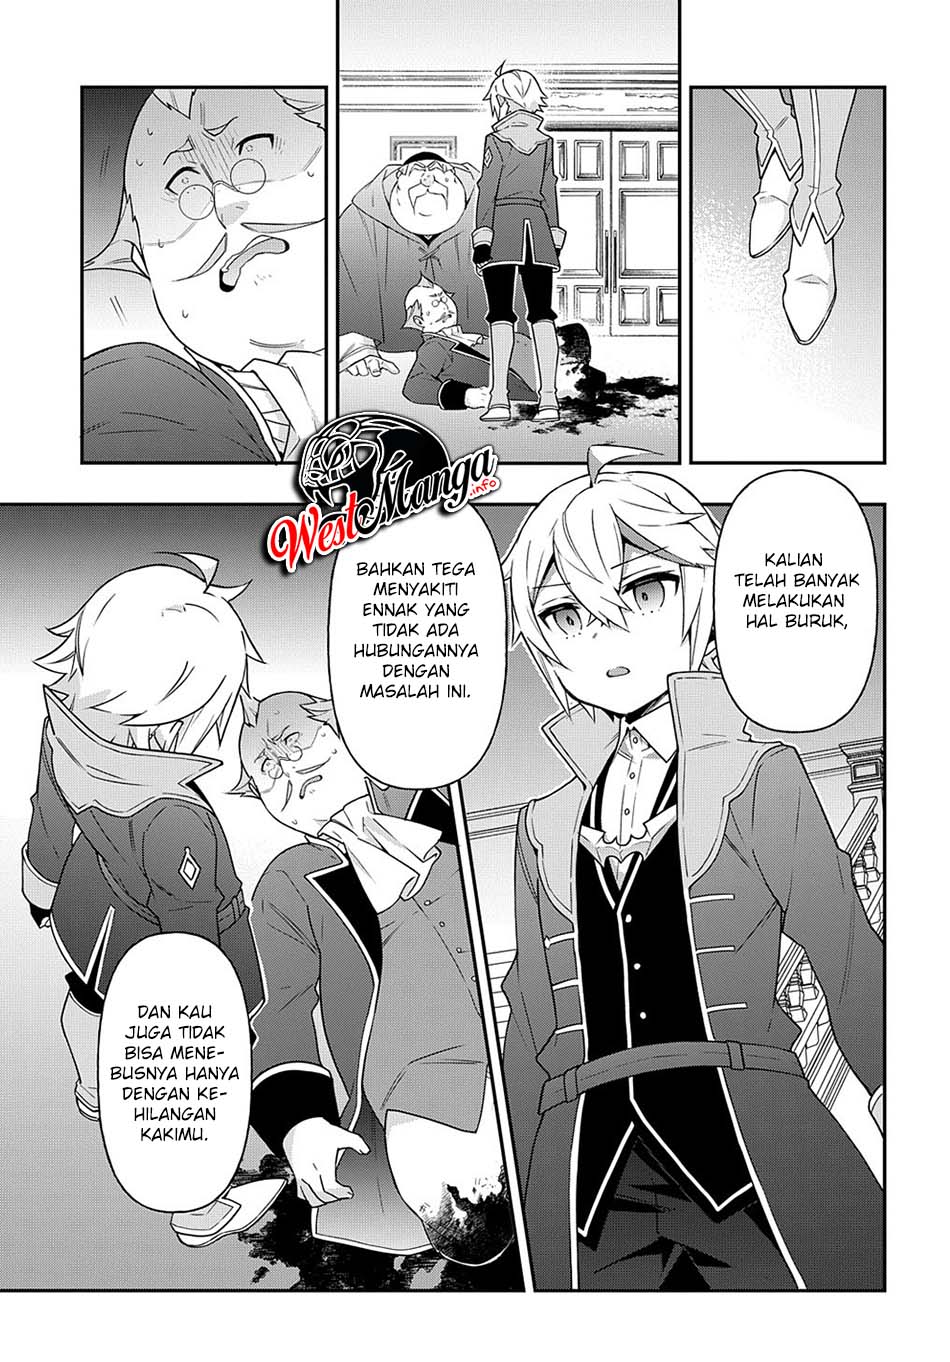 WestManga
.info
KALIAN
TELAH BANYAK
MELAKUKAN
HAL BURUK,
BAHKAN TEGA
MENYAKITI
ENNAK YANG
TIDAK ADA
HUBUNGANNYA
DENGAN
MASALAH INI.
DAN KAU
JUGA TIDAK
BISA MENE-
BUSNYA HANYA
DENGAN KE-
HILANGAN
KAKIMU.